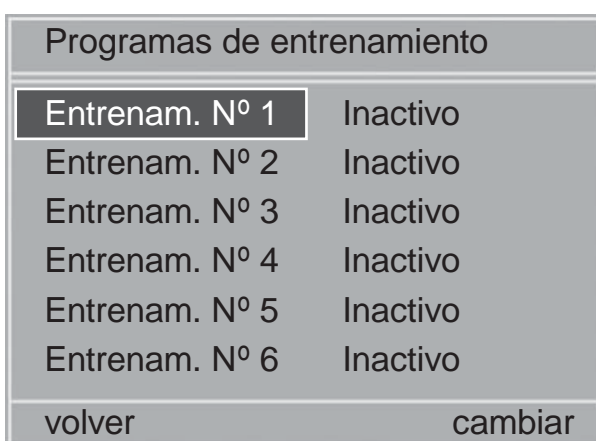 Programas de entrenamiento
Entrenam. Nº 1 Inactivo
Entrenam. Nº 2 Inactivo
Entrenam. Nº 3 Inactivo
Entrenam. Nº 4 Inactivo
Entrenam. Nº 5 Inactivo
Entrenam. Nº 6 Inactivo
volver cambiar